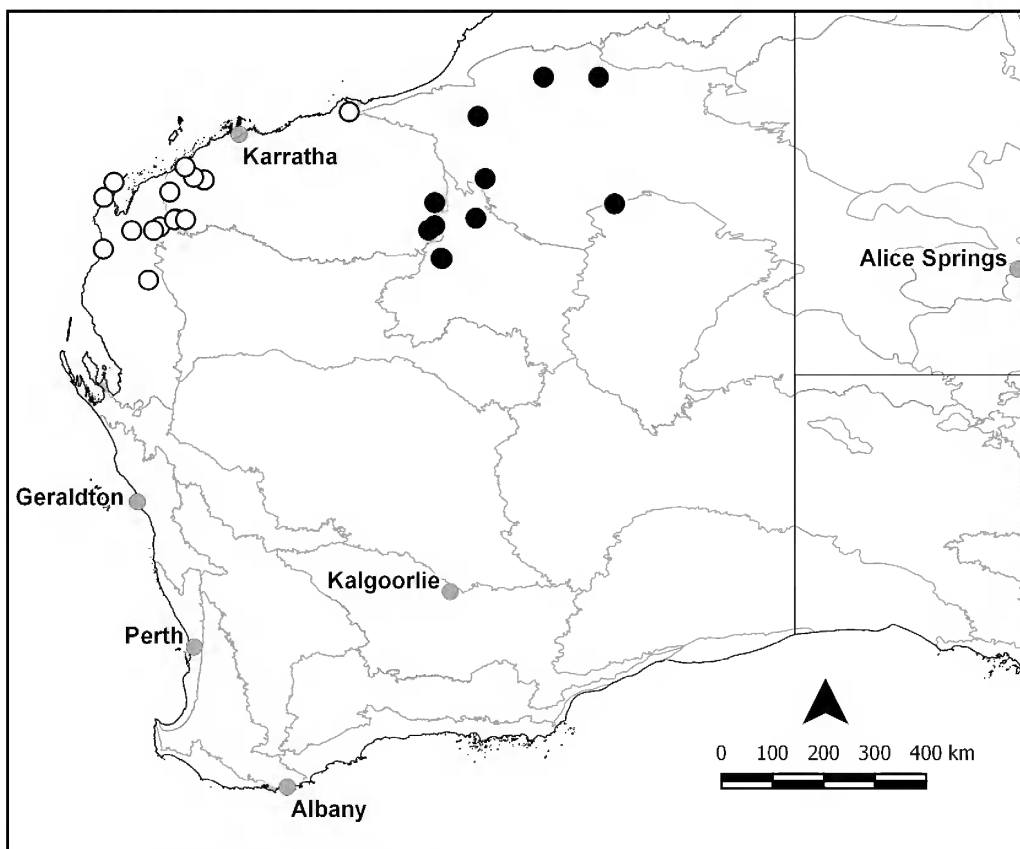 Karratha
Alice Springs
Geraldton
Kalgoorlie
Perth
0 100 200 300 400 km
Albany